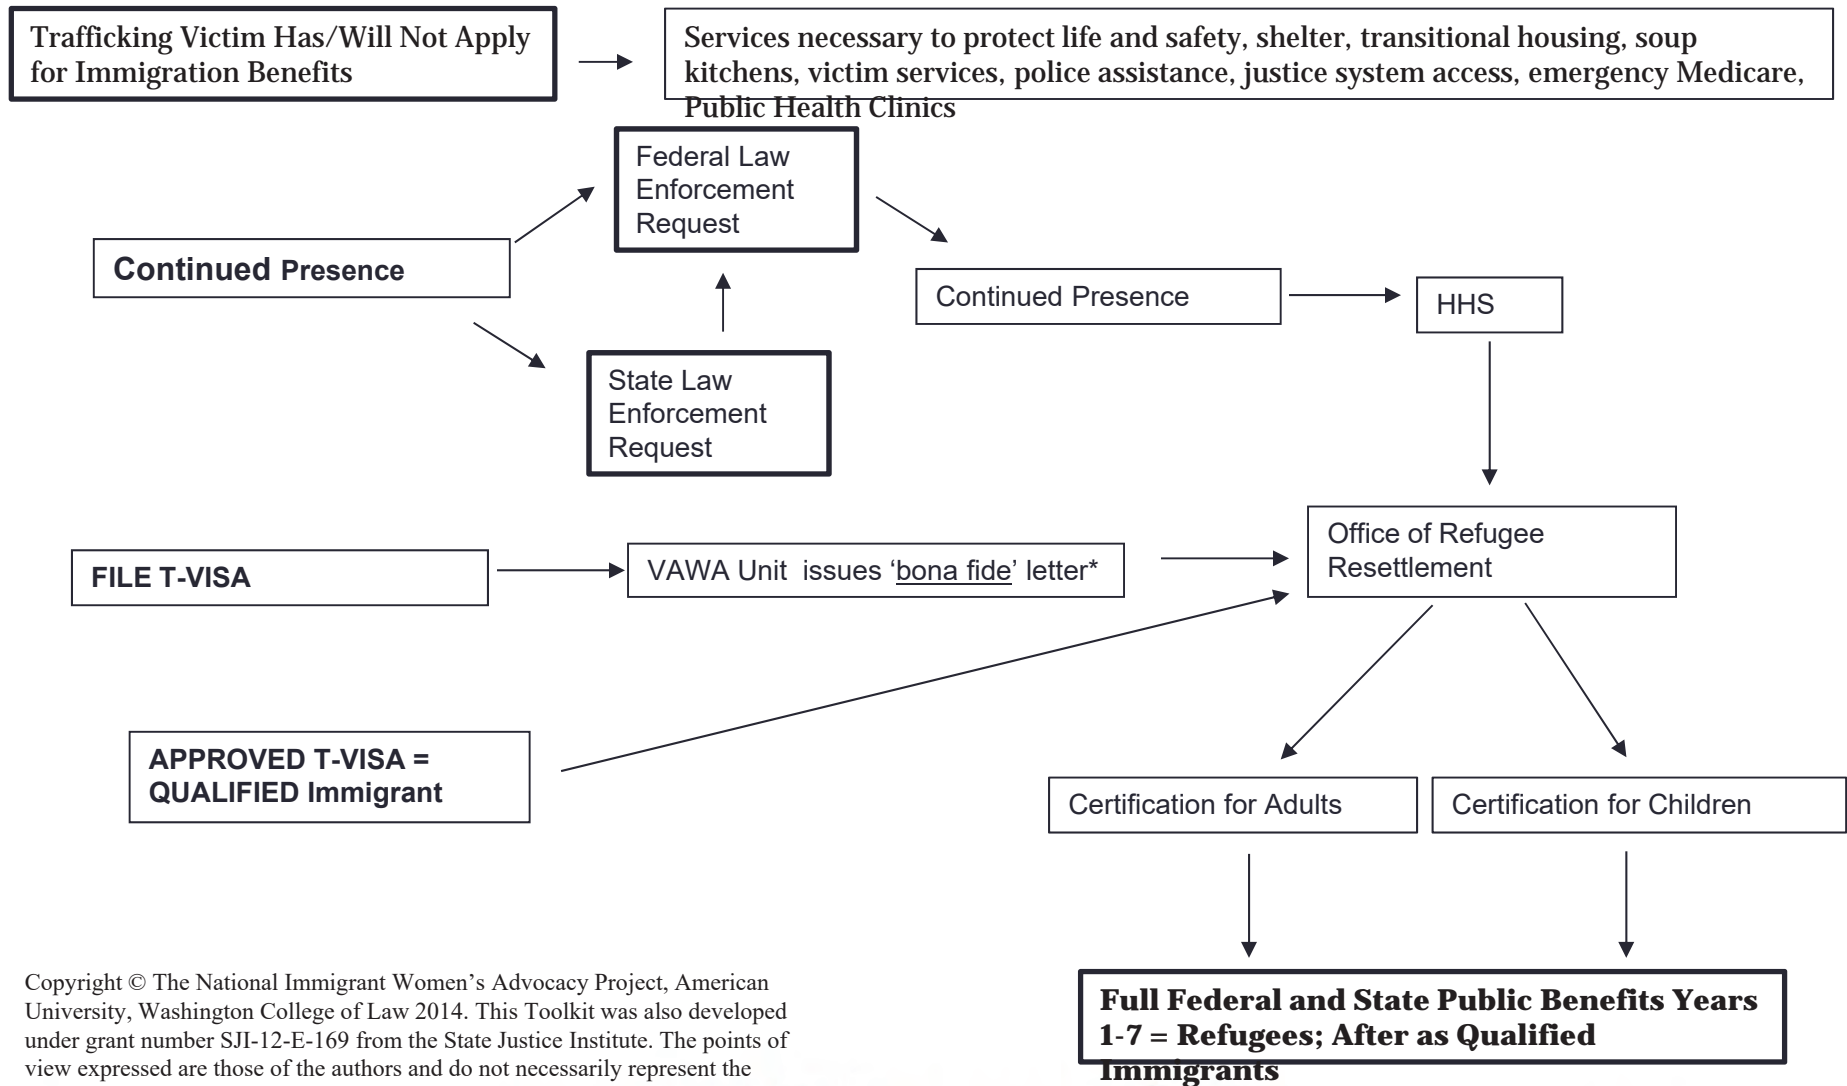 Trafficking Victim Has/Will Not Apply
for Immigration Benefits
Services necessary to protect life and safety, shelter, transitional housing, soup
kitchens, victim services, police assistance, justice system access, emergency Medicare,
Public Health Clinics
Federal Law
Enforcement
Request
Continued Presence
Continued Presence
HHS
State Law
Enforcement
Request
Office of Refugee
Resettlement
FILE T-VISA
VAWA Unit  issues ‘bona fide’ letter*
APPROVED T-VISA =
QUALIFIED Immigrant
Certification for Adults
Certification for Children
Full Federal and State Public Benefits Years
1-7 = Refugees; After as Qualified
Immigrants
Copyright © The National Immigrant Women’s Advocacy Project, American
University, Washington College of Law 2014. This Toolkit was also developed
under grant number SJI-12-E-169 from the State Justice Institute. The points of
view expressed are those of the authors and do not necessarily represent the